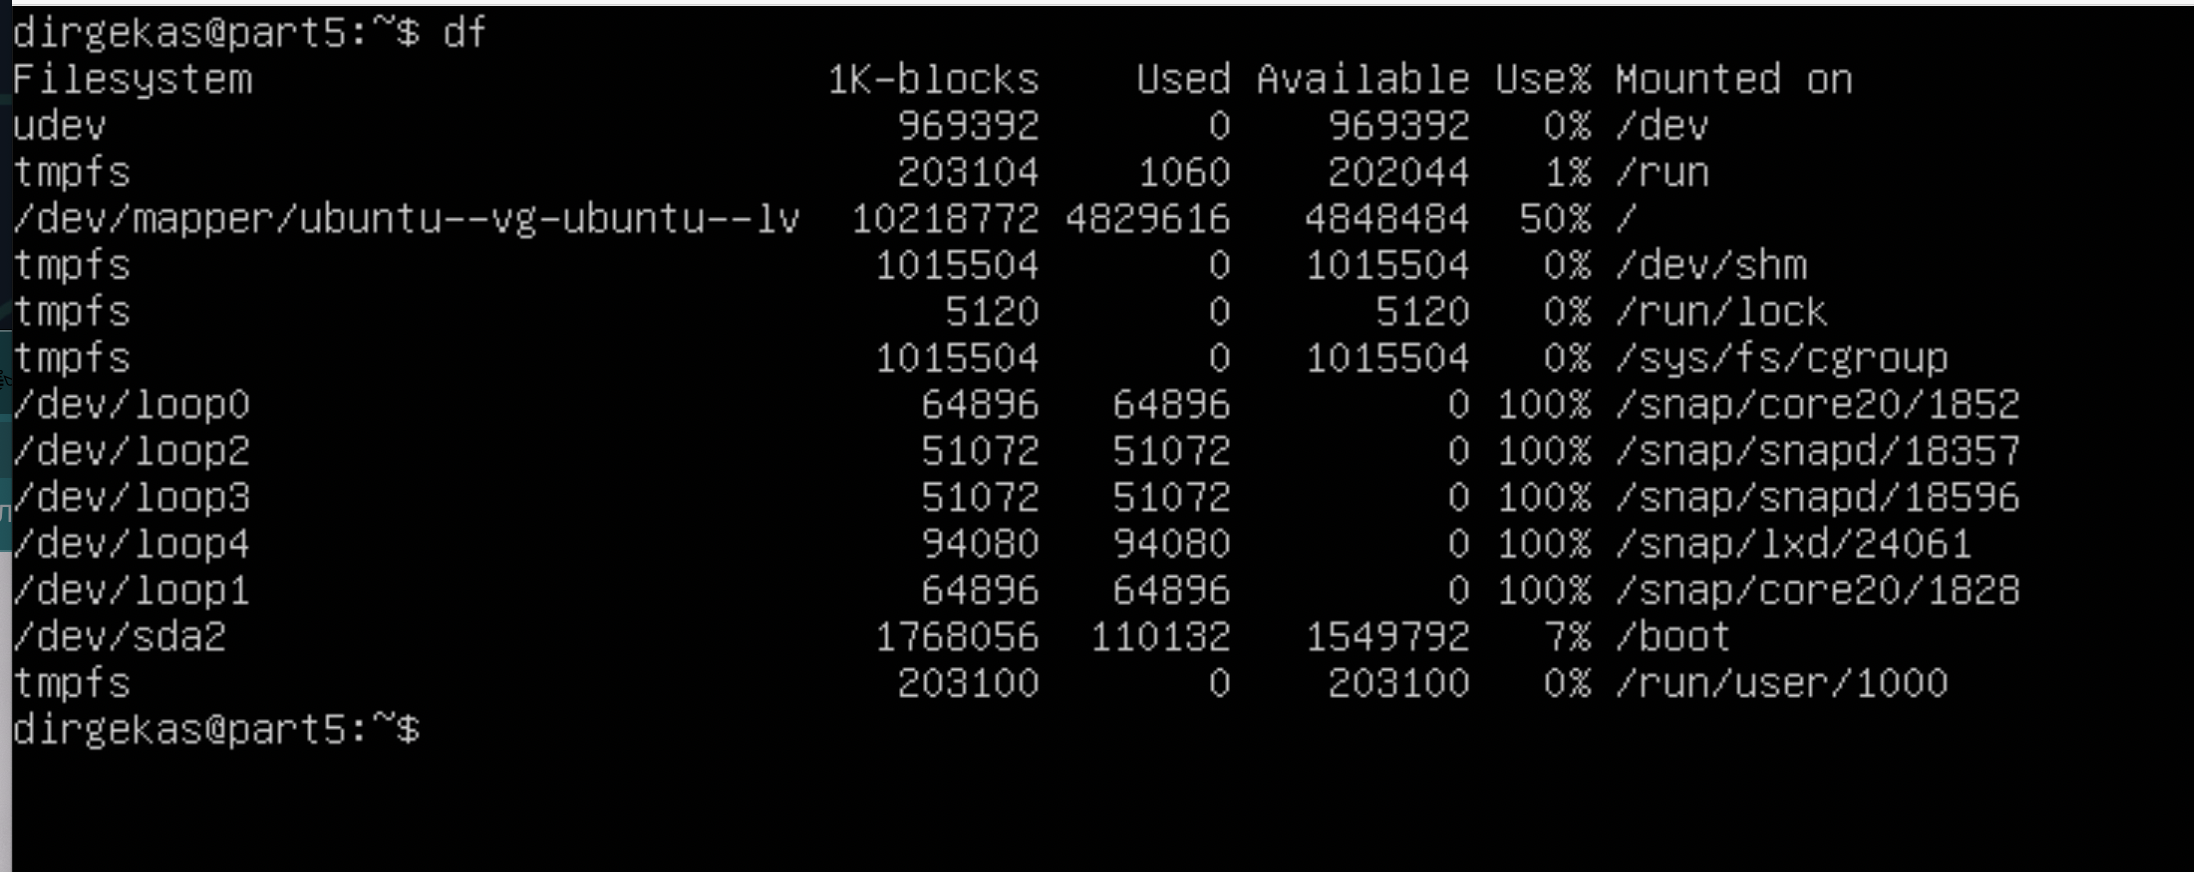 dirgekas@part5:~$ df
Filesystem 1K-blocks Used Available Use% Mounted on
udev 969392 0 969392 0% /dev
tmpfs 203104 1060 202044 1% /run
/dev/mapper/ubuntu--vg-ubuntu--lv 10218772 4829616 4848484 50% /
tmpfs 1015504 0 1015504 0% /dev/shm
tmpfs 5120 0 5120 0% /run/lock
tmpfs 1015504 0 1015504 0% /sys/fs/cgroup
/dev/loop0 64896 64896 0 100% /snap/core20/1852
/dev/loop2 51072 51072 0 100% /snap/snapd/18357
/dev/loop3 51072 51072 0 100% /snap/snapd/18596
/dev/loop4 94080 94080 0 100% /snap/lxd/24061
/dev/loop1 64896 64896 0 100% /snap/core20/1828
/dev/sda2 1768056 110132 1549792 7% /boot
tmpfs 203100 0 203100 0% /run/user/1000
dirgekas@part5:~$